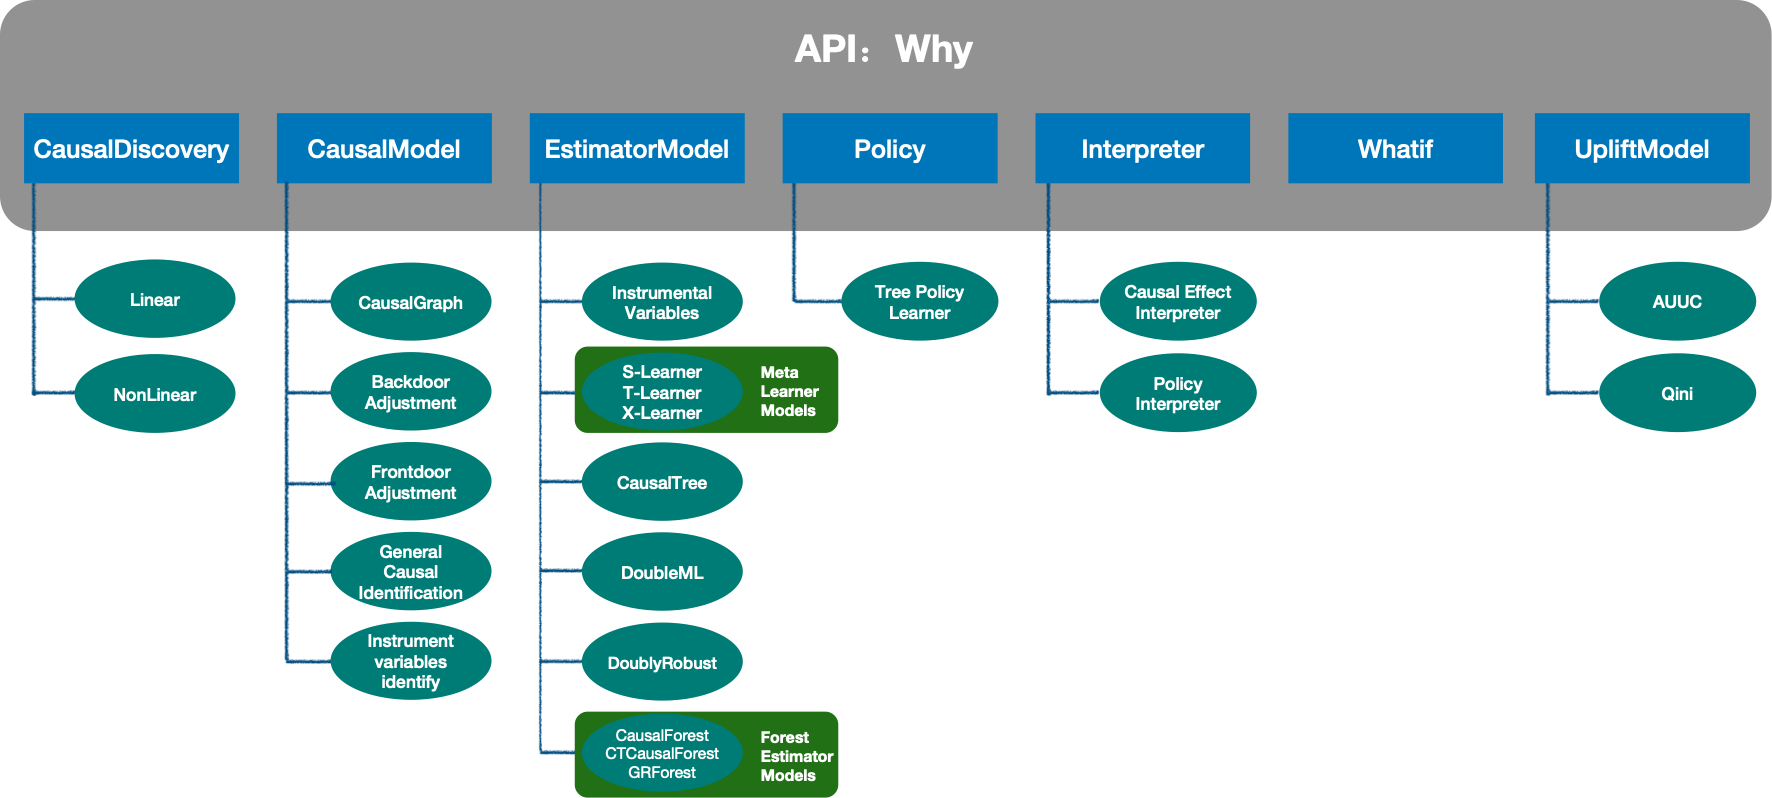 API：Why
CausalDiscovery
CausalModel
EstimatorModel
Policy
Interpreter
Whatif
UpliftModel
Linear
NonLinear
CausalGraph
Backdoor
Adjustment
Frontdoor
Adjustment
General
Causal
Identification
Instrument
variables
identify
Instrumental
Variables
S-Learner
T-Learner
X-Learner
Meta
Learner
Models
CausalTree
DoubleML
DoublyRobust
CausalForest
CTCausalForest
GRForest
Forest
Estimator
Models
Tree Policy
Learner
Causal Effect
Interpreter
Policy
Interpreter
AUUC
Qini